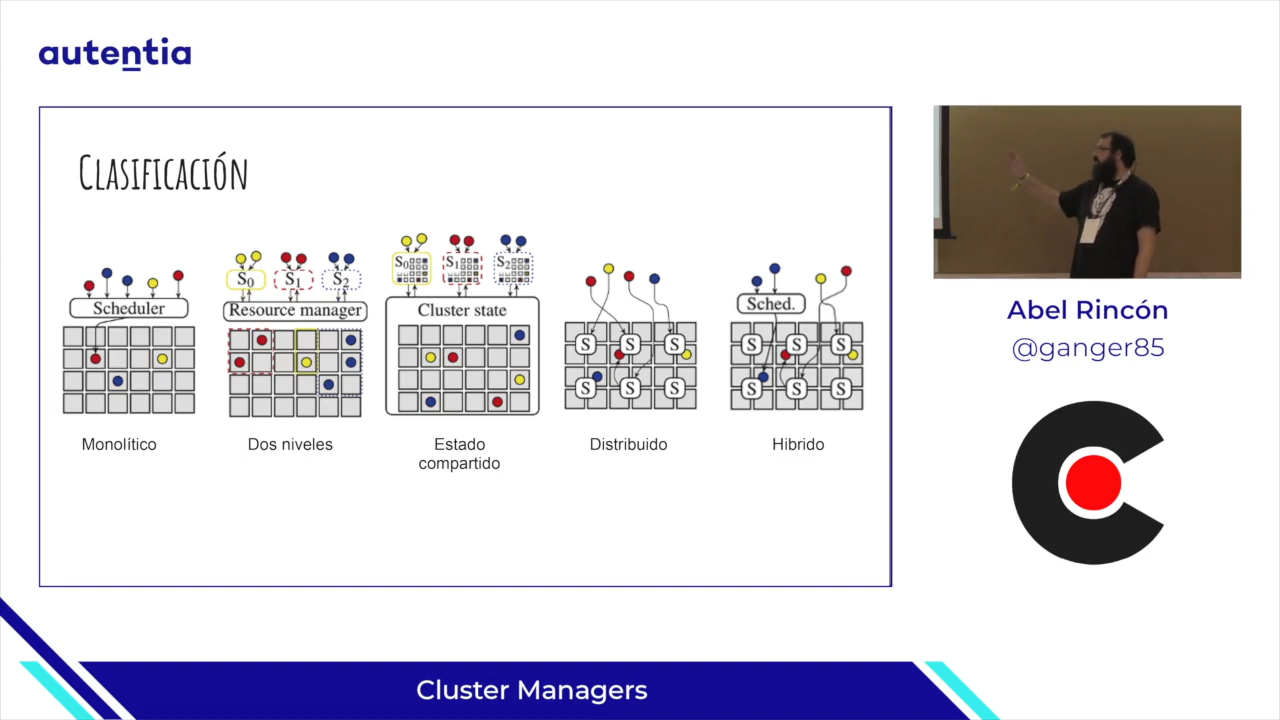 autentia
CLASIFICACIÓN
Scheduler
Monolítico
S0 S1 S2
Resource manager
Dos niveles
S0 S1 S2
Cluster state
Estado
compartido
S S S
S S S
Distribuido
Sched.
S S S
S S S
Hibrido
Abel Rincón
@ganger85
Cluster Managers